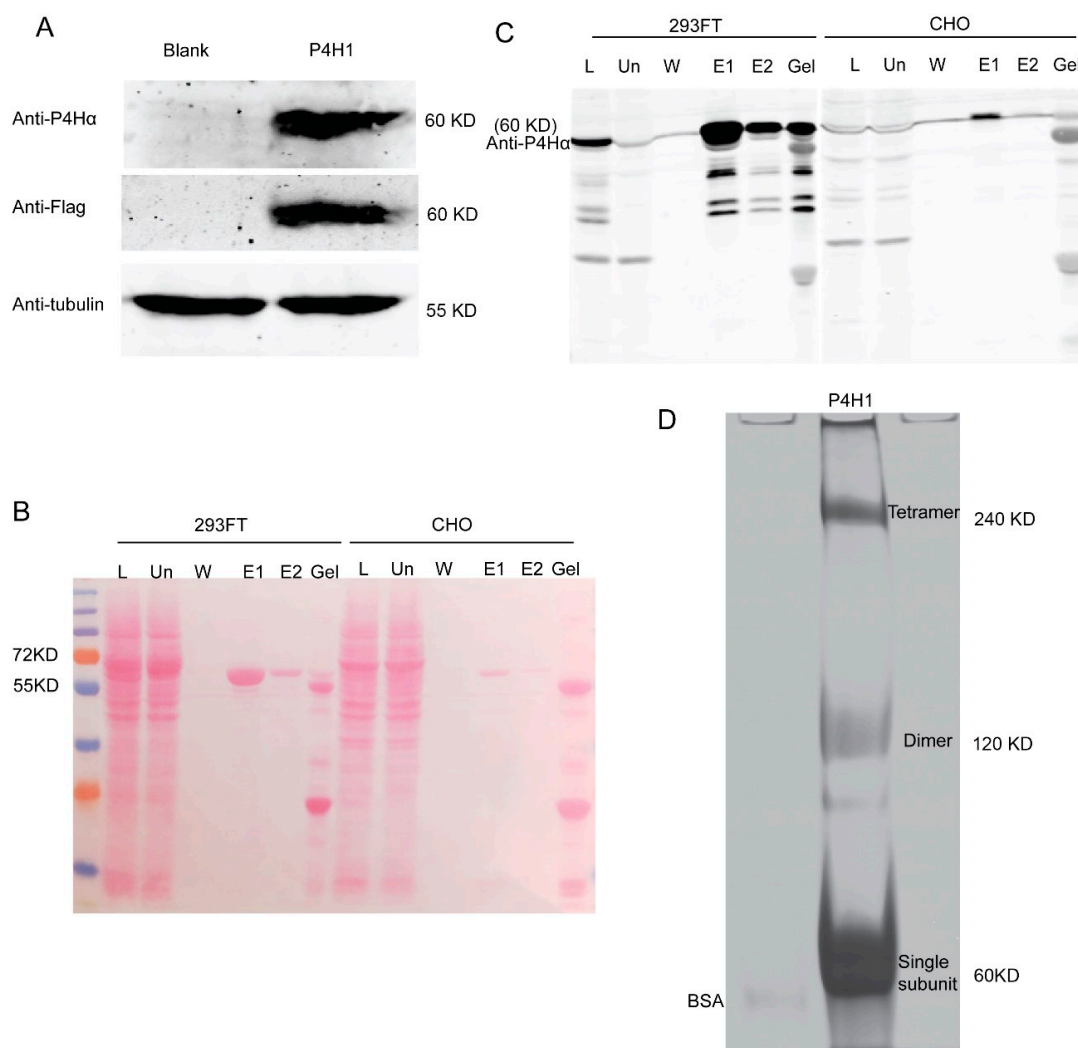 A
Blank P4H1
Anti-P4Hα 60 KD
Anti-Flag 60 KD
Anti-tubulin 55 KD
C
293FT CHO
L Un W E1 E2 Gel L Un W E1 E2 Gel
(60 KD)
Anti-P4Hα
B
293FT CHO
L Un W E1 E2 Gel L Un W E1 E2 Gel
72KD
55KD
D
P4H1
Tetramer 240 KD
Dimer 120 KD
Single
subunit 60KD
BSA